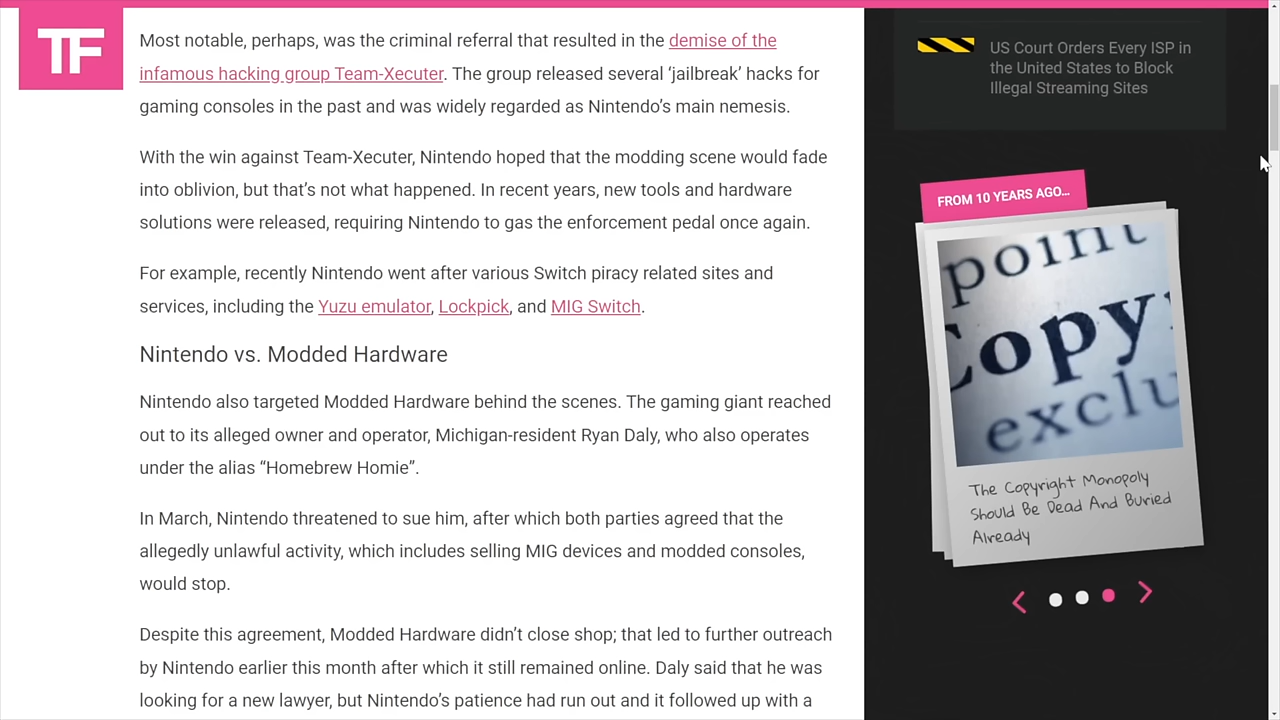 TF
Most notable, perhaps, was the criminal referral that resulted in the demise of the
infamous hacking group Team-Xecuter. The group released several ‘jailbreak’ hacks for
gaming consoles in the past and was widely regarded as Nintendo’s main nemesis.
With the win against Team-Xecuter, Nintendo hoped that the modding scene would fade
into oblivion, but that’s not what happened. In recent years, new tools and hardware
solutions were released, requiring Nintendo to gas the enforcement pedal once again.
For example, recently Nintendo went after various Switch piracy related sites and
services, including the Yuzu emulator, Lockpick, and MIG Switch.
Nintendo vs. Modded Hardware
Nintendo also targeted Modded Hardware behind the scenes. The gaming giant reached
out to its alleged owner and operator, Michigan-resident Ryan Daly, who also operates
under the alias “Homebrew Homie”.
In March, Nintendo threatened to sue him, after which both parties agreed that the
allegedly unlawful activity, which includes selling MIG devices and modded consoles,
would stop.
Despite this agreement, Modded Hardware didn’t close shop; that led to further outreach
by Nintendo earlier this month after which it still remained online. Daly said that he was
looking for a new lawyer, but Nintendo’s patience had run out and it followed up with a
US Court Orders Every ISP in
the United States to Block
Illegal Streaming Sites
FROM 10 YEARS AGO…
point
Copy
exclu
The Copyright Monopoly
Should Be Dead And Buried
Already